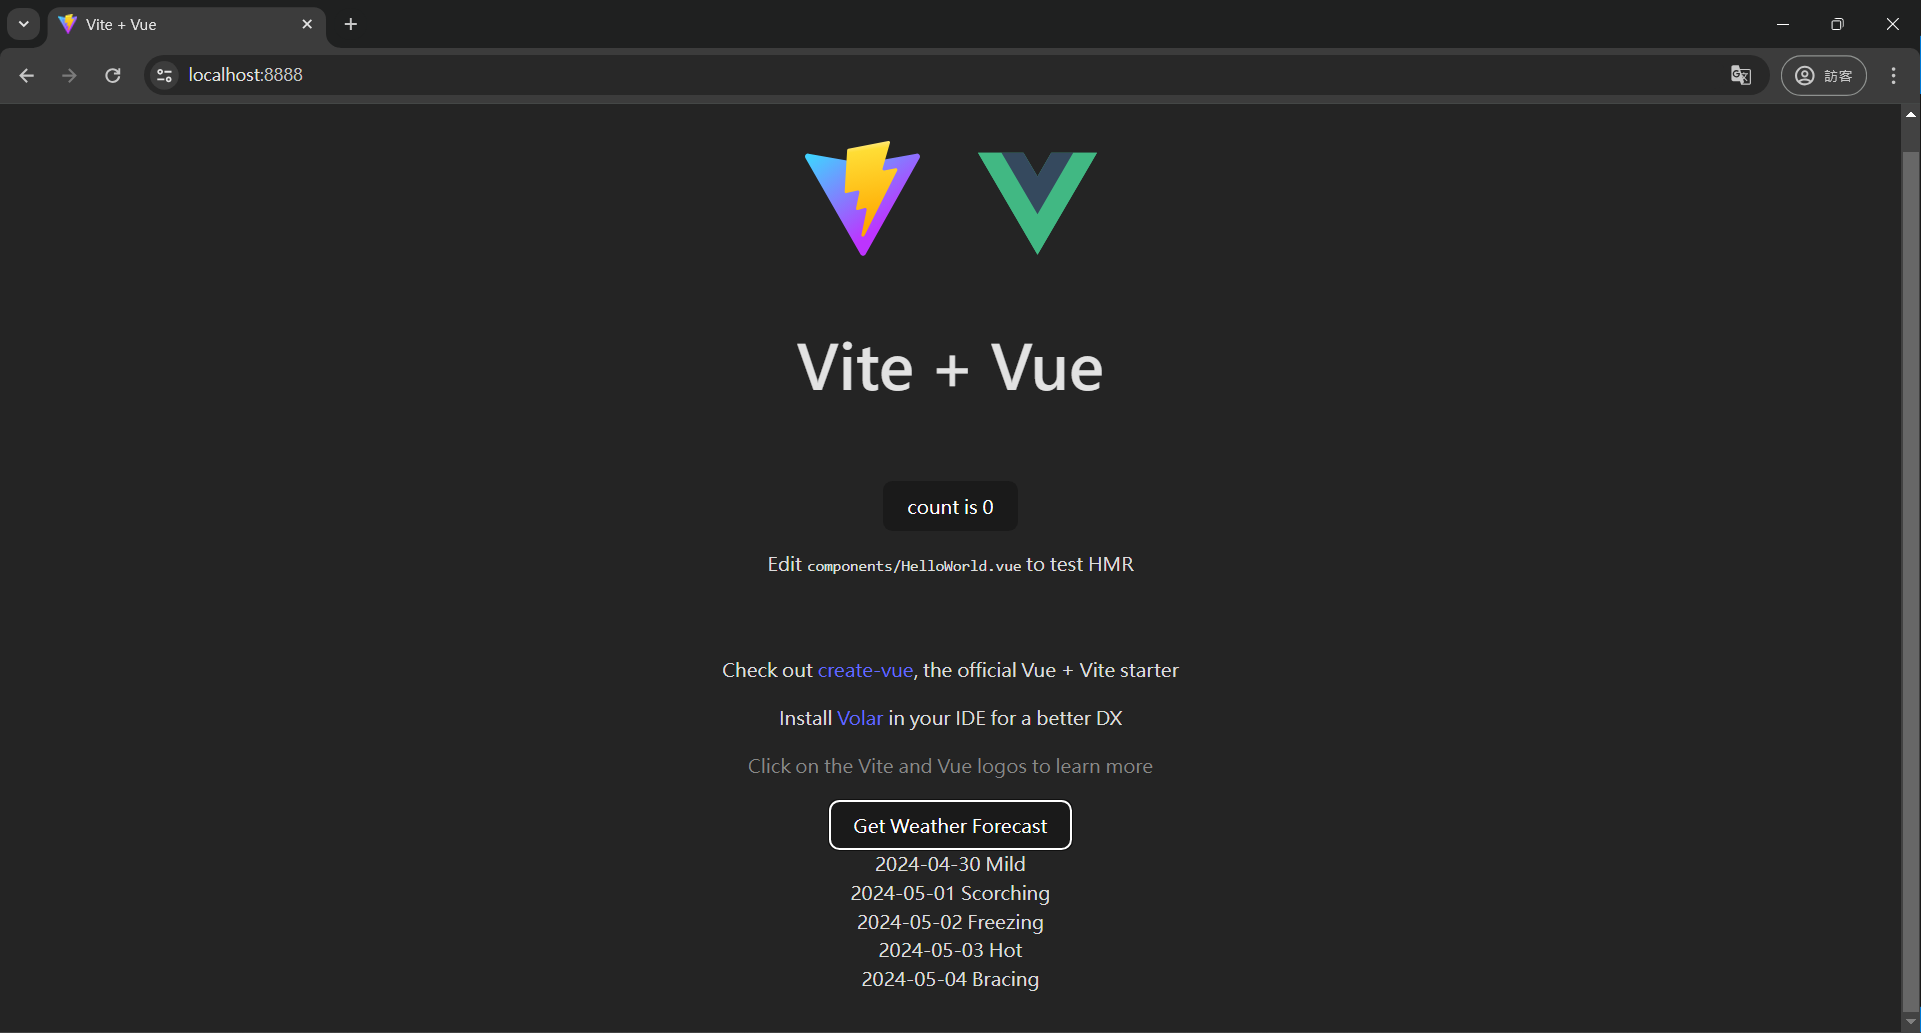 Vite + Vue
localhost:8888
訪客
Vite + Vue
count is 0
Edit components/HelloWorld.vue to test HMR
Check out create-vue, the official Vue + Vite starter
Install Volar in your IDE for a better DX
Click on the Vite and Vue logos to learn more
Get Weather Forecast
2024-04-30 Mild
2024-05-01 Scorching
2024-05-02 Freezing
2024-05-03 Hot
2024-05-04 Bracing